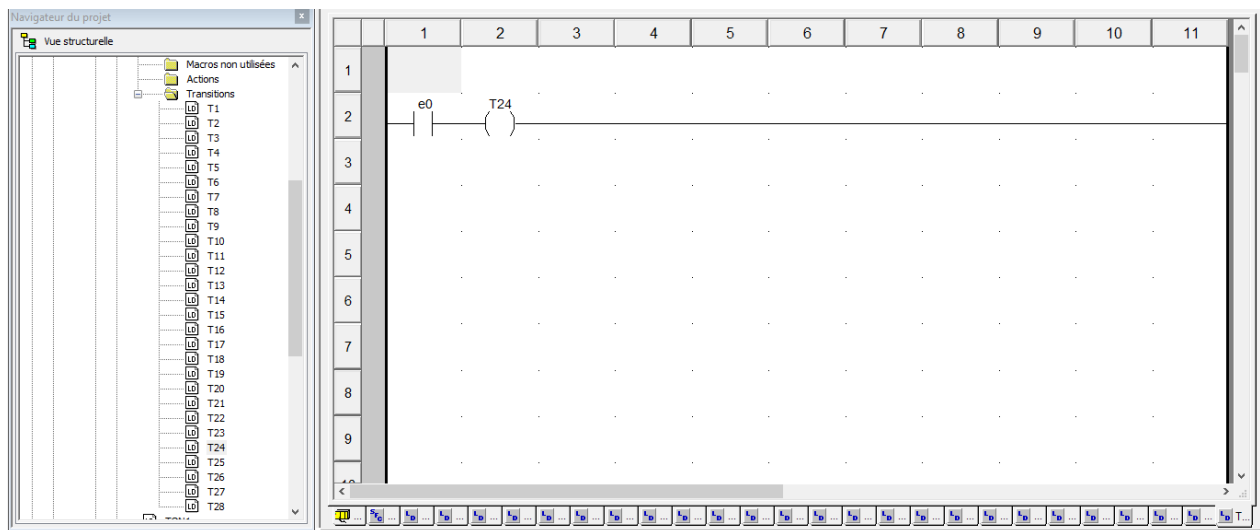 Navigateur du projet
Vue structurelle
Macros non utilisées
Actions
Transitions
T1
T2
T3
T4
T5
T6
T7
T8
T9
T10
T11
T12
T13
T14
T15
T16
T17
T18
T19
T20
T21
T22
T23
T24
T25
T26
T27
T28
1 2 3 4 5 6 7 8 9 10 11
1
e0 T24
2
3
4
5
6
7
8
9